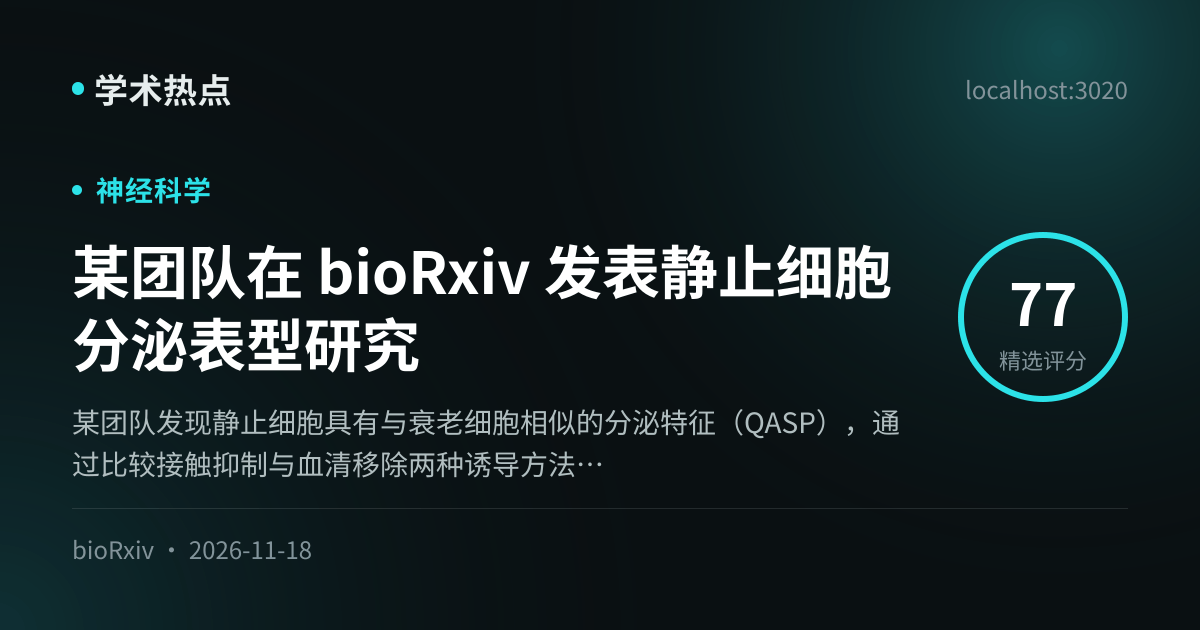 学术热点
localhost:3020
神经科学
某团队在 bioRxiv 发表静止细胞
分泌表型研究
77
精选评分
某团队发现静止细胞具有与衰老细胞相似的分泌特征（QASP），通
过比较接触抑制与血清移除两种诱导方法…
bioRxiv · 2026-11-18